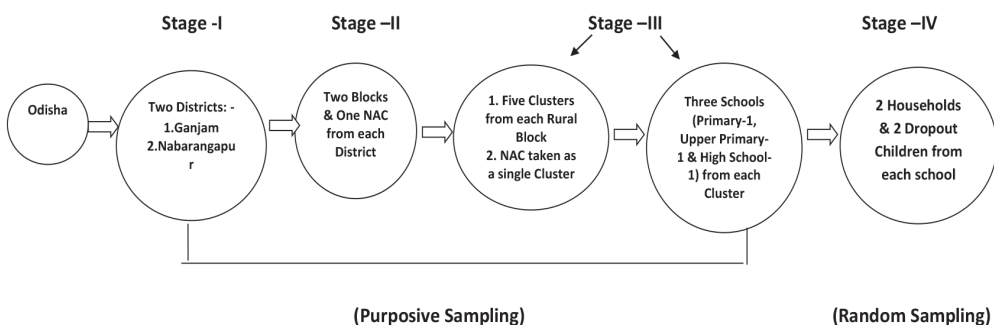 Stage -I
Stage –II
Stage –III
Stage –IV
Odisha
Two Districts: -
1.Ganjam
2.Nabarangapu
r
Two Blocks
& One NAC
from each
District
1. Five Clusters
from each Rural
Block
2. NAC taken as
a single Cluster
Three Schools
(Primary-1,
Upper Primary-
1 & High School-
1) from each
Cluster
2 Households
& 2 Dropout
Children from
each school
(Purposive Sampling)
(Random Sampling)